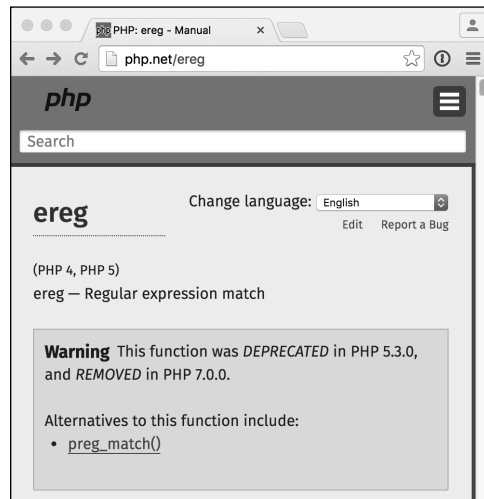 php PHP: ereg - Manual ×
php.net/ereg
php
Search
Change language: English
ereg
Edit Report a Bug
(PHP 4, PHP 5)
ereg — Regular expression match
Warning This function was DEPRECATED in PHP 5.3.0,
and REMOVED in PHP 7.0.0.
Alternatives to this function include:
• preg_match()